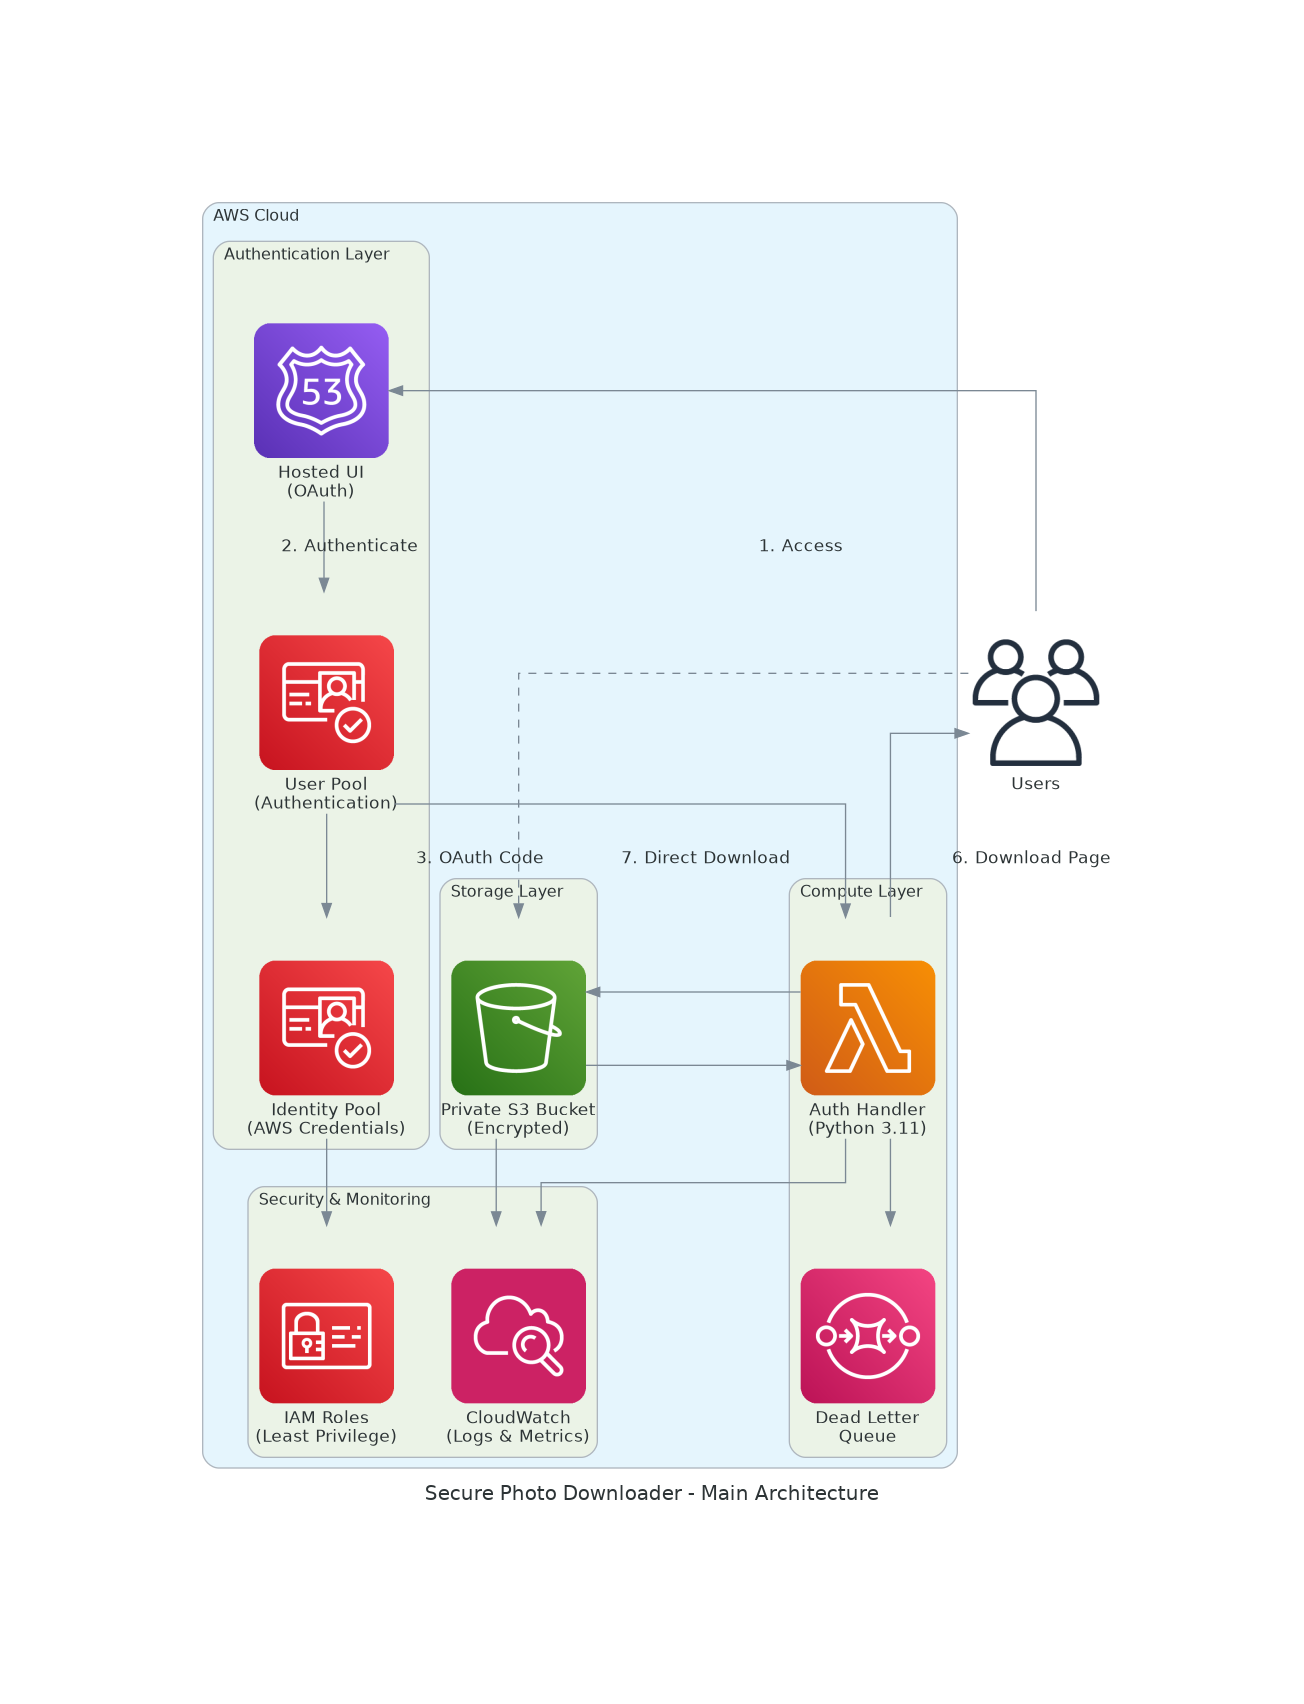 AWS Cloud
Authentication Layer
53
Hosted UI
(OAuth)
2. Authenticate
1. Access
User Pool
(Authentication)
Users
3. OAuth Code
7. Direct Download
6. Download Page
Storage Layer
Compute Layer
Identity Pool
(AWS Credentials)
Private S3 Bucket
(Encrypted)
Auth Handler
(Python 3.11)
Security & Monitoring
IAM Roles
(Least Privilege)
CloudWatch
(Logs & Metrics)
Dead Letter
Queue
Secure Photo Downloader - Main Architecture